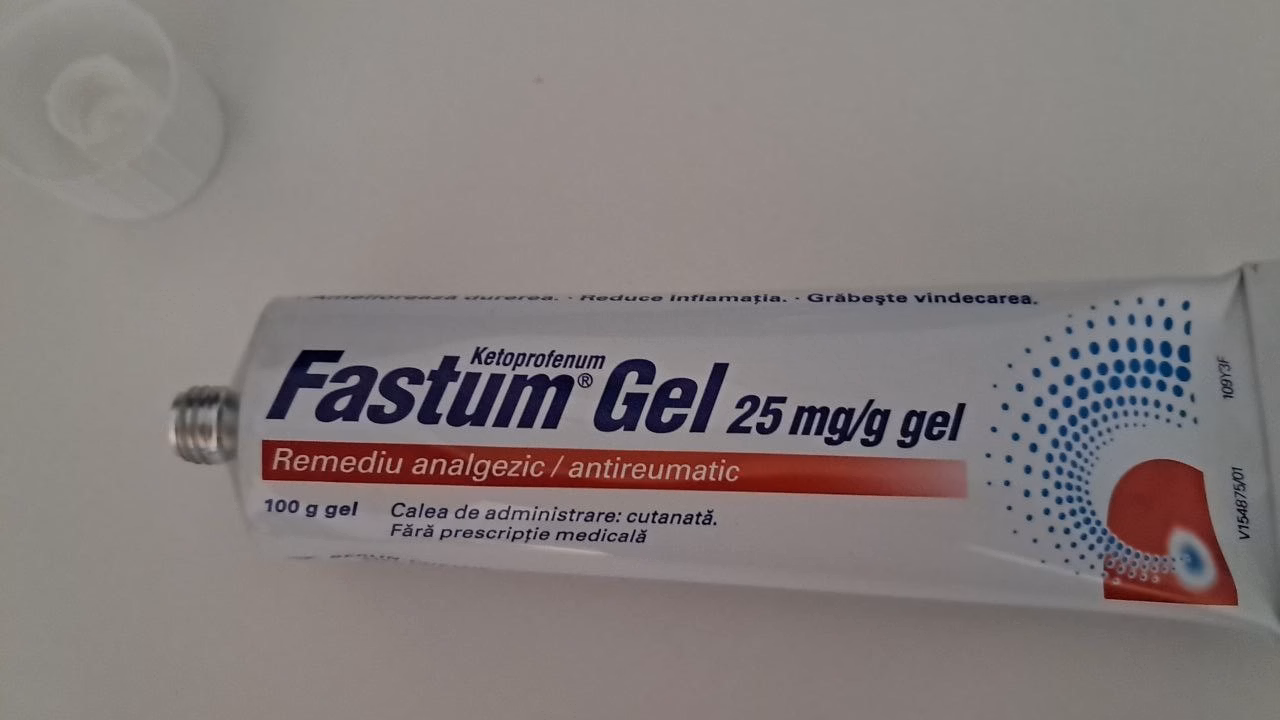 Ameliorează durerea. · Reduce inflamația. · Grăbește vindecarea.
Ketoprofenum
Fastum® Gel 25 mg/g gel
Remediu analgezic / antireumatic
100 g gel
Calea de administrare: cutanată.
Fără prescripție medicală
109Y3F
V154875/01